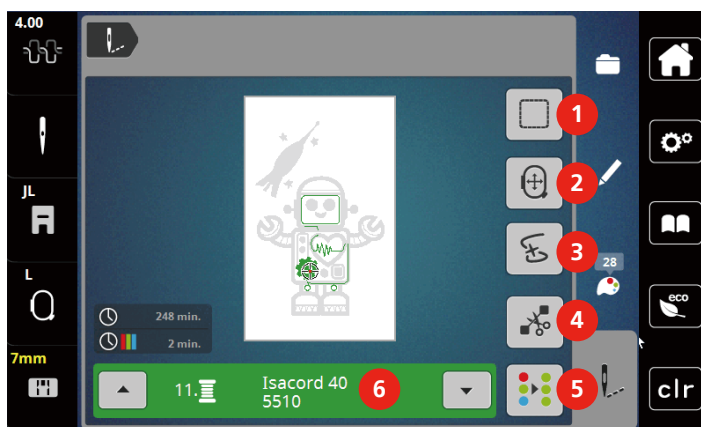 4.00
JL
L
7mm
248 min.
2 min.
11.
Isacord 40
5510
1
2
3
4
5
6
28
eco
clr